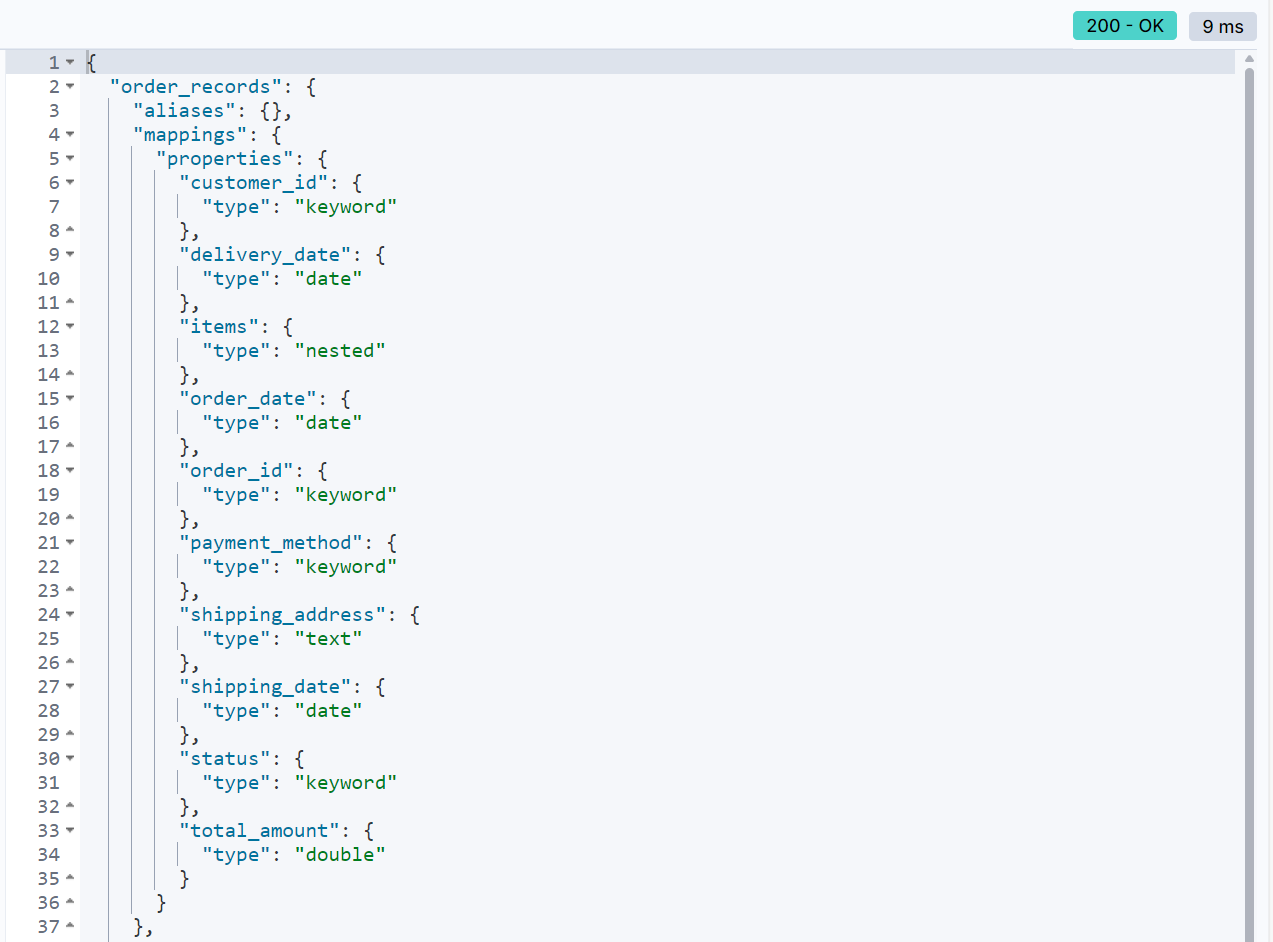 200 - OK 9 ms
1 {
2 "order_records": {
3 "aliases": {},
4 "mappings": {
5 "properties": {
6 "customer_id": {
7 "type": "keyword"
8 },
9 "delivery_date": {
10 "type": "date"
11 },
12 "items": {
13 "type": "nested"
14 },
15 "order_date": {
16 "type": "date"
17 },
18 "order_id": {
19 "type": "keyword"
20 },
21 "payment_method": {
22 "type": "keyword"
23 },
24 "shipping_address": {
25 "type": "text"
26 },
27 "shipping_date": {
28 "type": "date"
29 },
30 "status": {
31 "type": "keyword"
32 },
33 "total_amount": {
34 "type": "double"
35 }
36 }
37 },